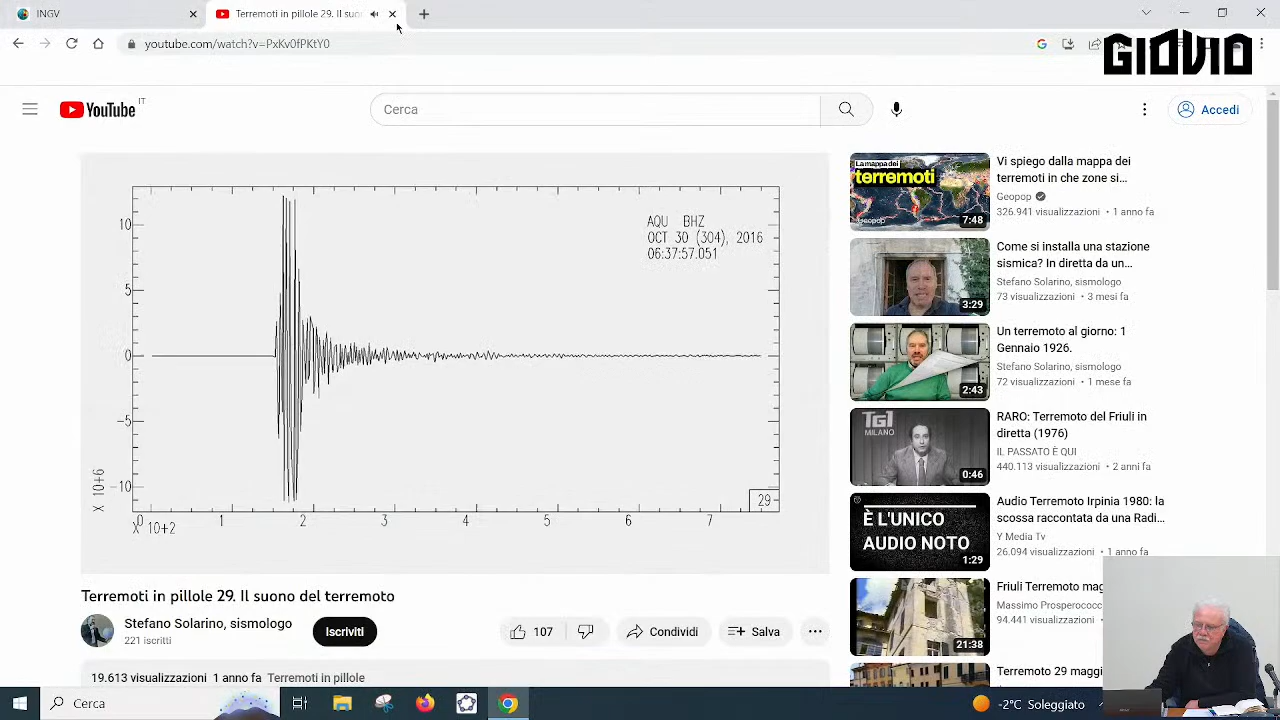 INGV
Terremoti in pillole 29. Il suon
youtube.com/watch?v=PxKv0fPKtY0
GIOVIO
YouTube IT
Cerca
Accedi
10
5
0
-5
-10
X 10+6
AQU BHZ
OCT 30 (304), 2016
06:37:57.051
29
0 1 2 3 4 5 6 7
X 10+2
Terremoti in pillole 29. Il suono del terremoto
Stefano Solarino, sismologo
221 iscritti
Iscriviti
107
Condividi
Salva
19.613 visualizzazioni
anno fa Terremoti in pillole
La mappa dei
terremoti
Geopop
7:48
Vi spiego dalla mappa dei
terremoti in che zone si...
Geopop
326.941 visualizzazioni • 1 anno fa
3:29
Come si installa una stazione
sismica? In diretta da un...
Stefano Solarino, sismologo
73 visualizzazioni • 3 mesi fa
2:43
Un terremoto al giorno: 1
Gennaio 1926.
Stefano Solarino, sismologo
72 visualizzazioni • 1 mese fa
TG1
MILANO
0:46
RARO: Terremoto del Friuli in
diretta (1976)
IL PASSATO È QUI
440.113 visualizzazioni • 2 anni fa
È L'UNICO
AUDIO NOTO
1:29
Audio Terremoto Irpinia 1980: la
scossa raccontata da una Radi...
Y Media Tv
26.094 visualizzazioni • 1 anno fa
21:38
Friuli Terremoto mag
Massimo Prosperococc
94.441 visualizzazioni
Terremoto 29 maggi
Cerca
-2°C Soleggiato